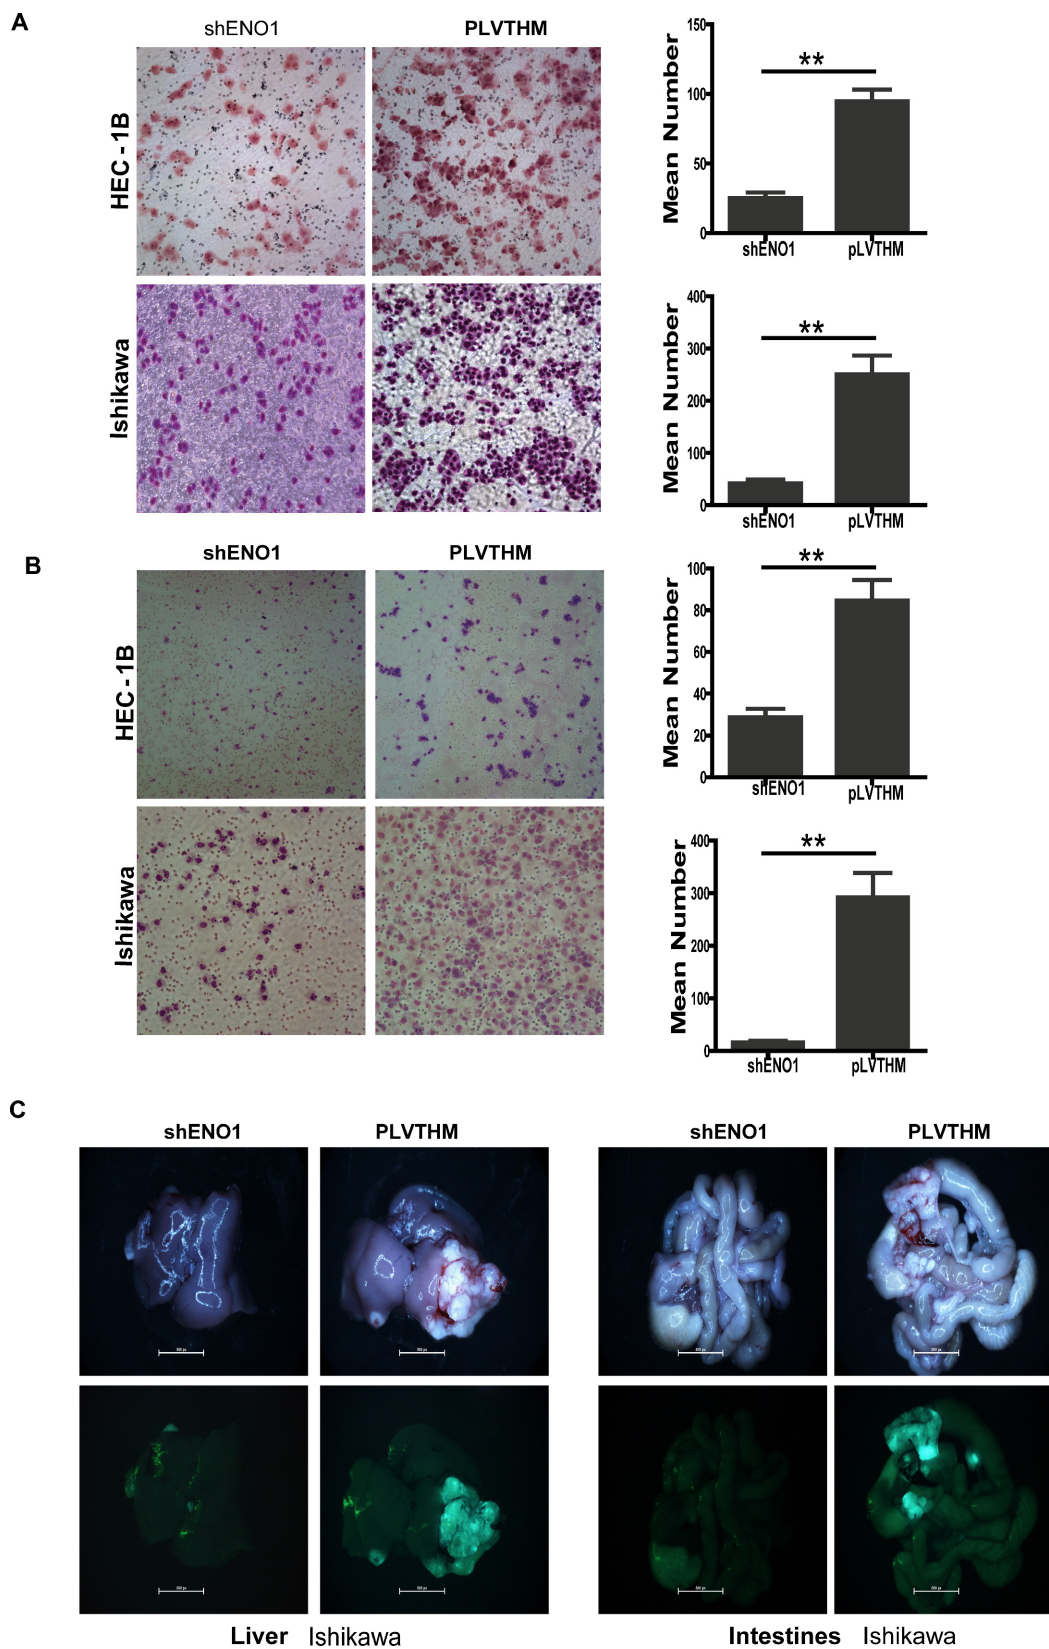 A
shENO1 PLVTHM
HEC-1B
Ishikawa
Mean Number
150
100
50
0
**
shENO1 pLVTHM
Mean Number
400
300
200
100
0
**
shENO1 pLVTHM
B
shENO1 PLVTHM
HEC-1B
Ishikawa
Mean Number
100
80
60
40
20
0
**
shENO1 pLVTHM
Mean Number
400
300
200
100
0
**
shENO1 pLVTHM
C
shENO1 PLVTHM shENO1 PLVTHM
Liver Ishikawa Intestines Ishikawa